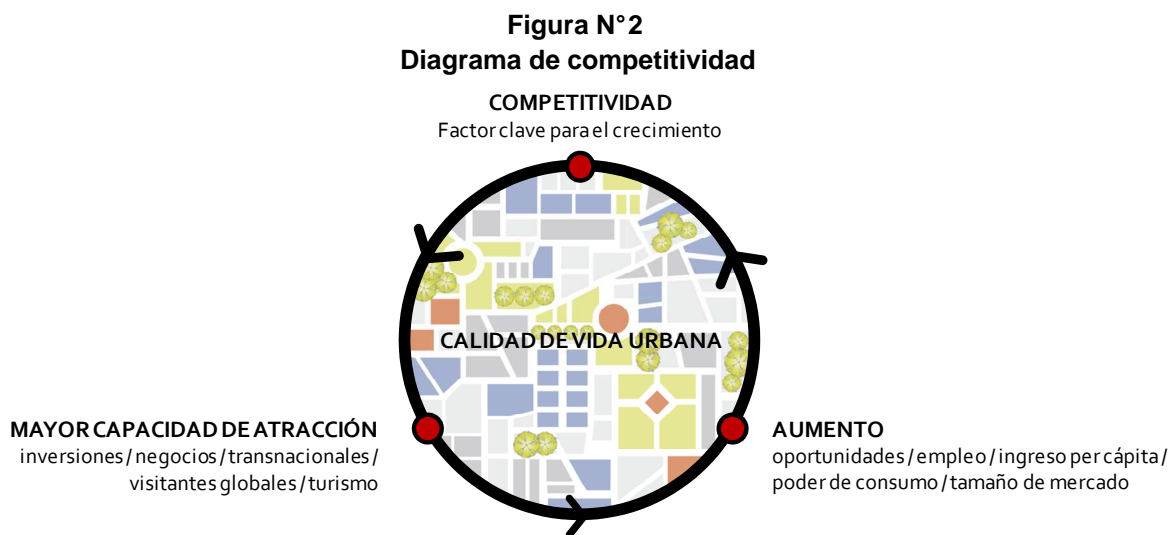 Figura N°2
Diagrama de competitividad
COMPETITIVIDAD
Factor clave para el crecimiento
CALIDAD DE VIDA URBANA
MAYOR CAPACIDAD DE ATRACCIÓN
inversiones / negocios / transnacionales /
visitantes globales / turismo
AUMENTO
oportunidades / empleo / ingreso per cápita /
poder de consumo / tamaño de mercado